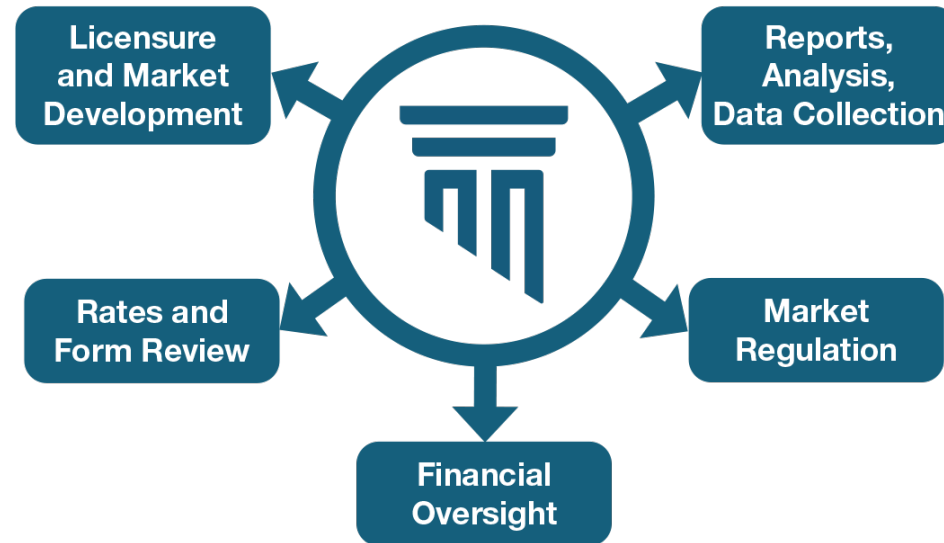 Licensure
and Market
Development
Reports,
Analysis,
Data Collection
Rates and
Form Review
Market
Regulation
Financial
Oversight